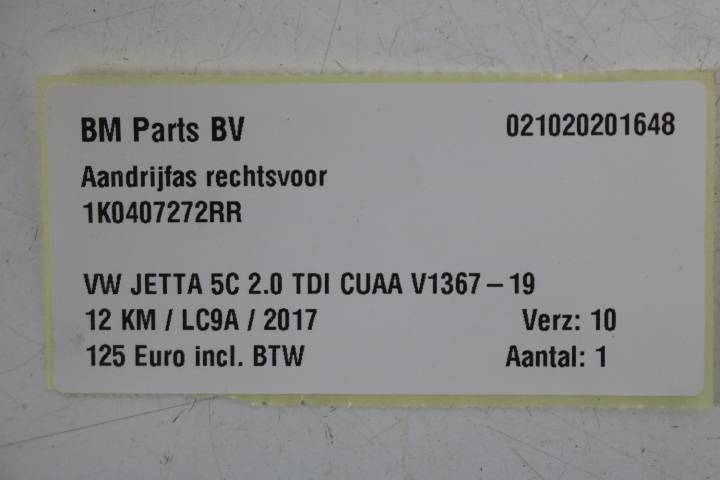 BM Parts BV 021020201648
Aandrijfas rechtsvoor
1K0407272RR
VW JETTA 5C 2.0 TDI CUAA V1367 – 19
12 KM / LC9A / 2017 Verz: 10
125 Euro incl. BTW Aantal: 1